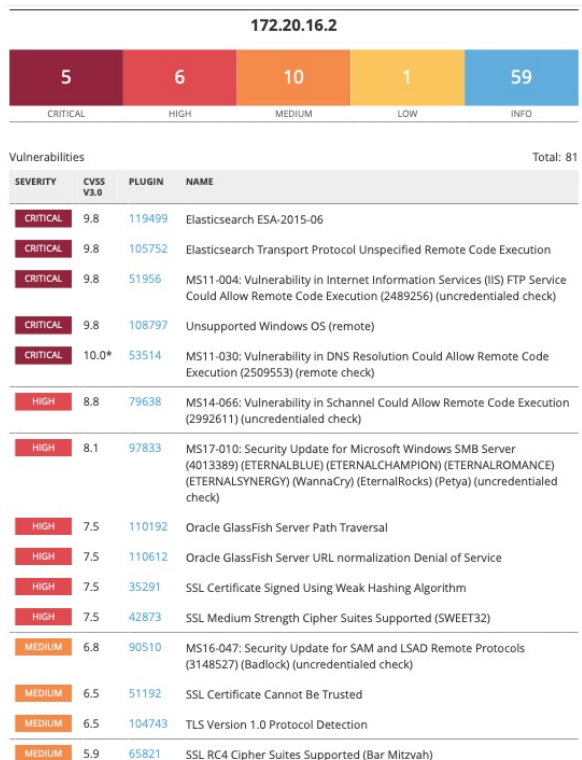 172.20.16.2
5 6 10 1 59
CRITICAL HIGH MEDIUM LOW INFO
Vulnerabilities Total: 81
SEVERITY CVSS V3.0 PLUGIN NAME
CRITICAL 9.8 119499 Elasticsearch ESA-2015-06
CRITICAL 9.8 105752 Elasticsearch Transport Protocol Unspecified Remote Code Execution
CRITICAL 9.8 51956 MS11-004: Vulnerability in Internet Information Services (IIS) FTP Service
Could Allow Remote Code Execution (2489256) (uncredentialed check)
CRITICAL 9.8 108797 Unsupported Windows OS (remote)
CRITICAL 10.0* 53514 MS11-030: Vulnerability in DNS Resolution Could Allow Remote Code
Execution (2509553) (remote check)
HIGH 8.8 79638 MS14-066: Vulnerability in Schannel Could Allow Remote Code Execution
(2992611) (uncredentialed check)
HIGH 8.1 97833 MS17-010: Security Update for Microsoft Windows SMB Server
(4013389) (ETERNALBLUE) (ETERNALCHAMPION) (ETERNALROMANCE)
(ETERNALSYNERGY) (WannaCry) (EternalRocks) (Petya) (uncredentialed
check)
HIGH 7.5 110192 Oracle GlassFish Server Path Traversal
HIGH 7.5 110612 Oracle GlassFish Server URL normalization Denial of Service
HIGH 7.5 35291 SSL Certificate Signed Using Weak Hashing Algorithm
HIGH 7.5 42873 SSL Medium Strength Cipher Suites Supported (SWEET32)
MEDIUM 6.8 90510 MS16-047: Security Update for SAM and LSAD Remote Protocols
(3148527) (Badlock) (uncredentialed check)
MEDIUM 6.5 51192 SSL Certificate Cannot Be Trusted
MEDIUM 6.5 104743 TLS Version 1.0 Protocol Detection
MEDIUM 5.9 65821 SSL RC4 Cipher Suites Supported (Bar Mitzvah)